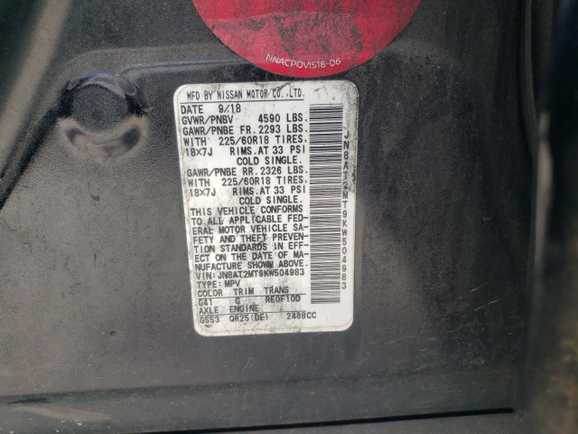 NNACPOV1S18-06
MFD BY NISSAN MOTOR CO.,LTD.
DATE 9/18
GVWR/PNBV 4590 LBS.
GAWR/PNBE FR. 2293 LBS.
WITH 225/60R18 TIRES.
18X7J RIMS. AT 33 PSI
COLD SINGLE.
GAWR/PNBE RR. 2326 LBS.
WITH 225/60R18 TIRES.
18X7J RIMS. AT 33 PSI
COLD SINGLE.
THIS VEHICLE CONFORMS
TO ALL APPLICABLE FED-
ERAL MOTOR VEHICLE SA-
FETY AND THEFT PREVEN-
TION STANDARDS IN EFF-
ECT ON THE DATE OF MA-
NUFACTURE SHOWN ABOVE.
VIN: JN8AT2MT9KW504983
TYPE: MPV
COLOR TRIM TRANS
G41 G RE0F10D
AXLE ENGINE
GS53 QR25(DE) 2488CC
JN8AT2MT9KW504983